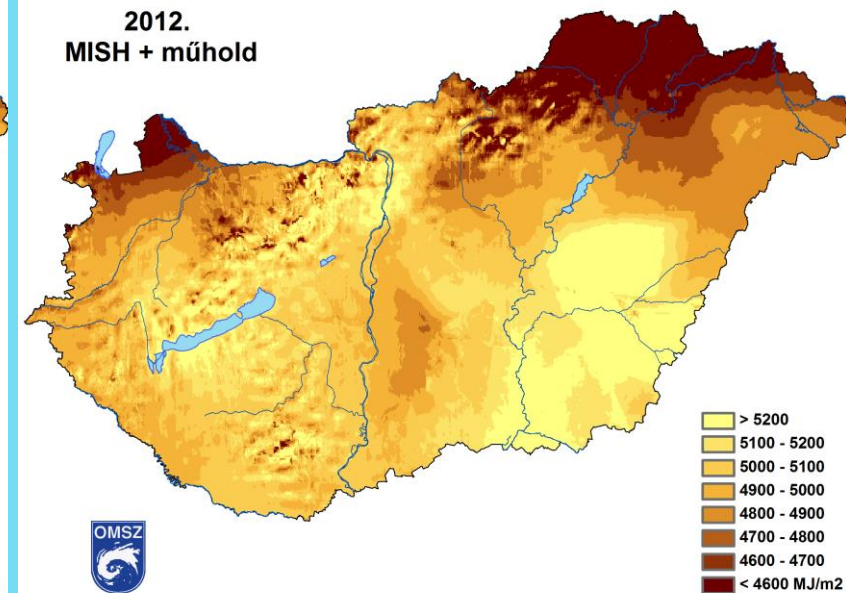 2012.
MISH + műhold
> 5200
5100 - 5200
5000 - 5100
4900 - 5000
4800 - 4900
4700 - 4800
4600 - 4700
< 4600 MJ/m2
OMSZ